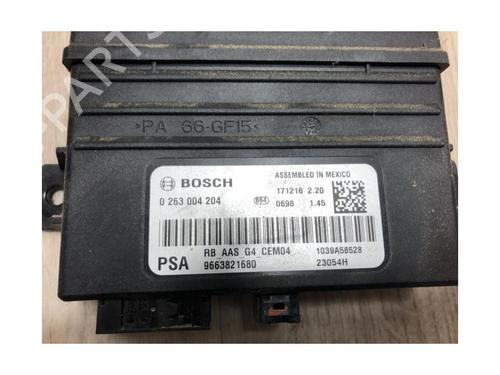 >PA 66-GF15<
BOSCH
ASSEMBLED IN MEXICO
0 263 004 204
864
171216 2.20
0698 1.45
PSA
RB AAS G4 CEM04
9663821680
1039A58528
23054H